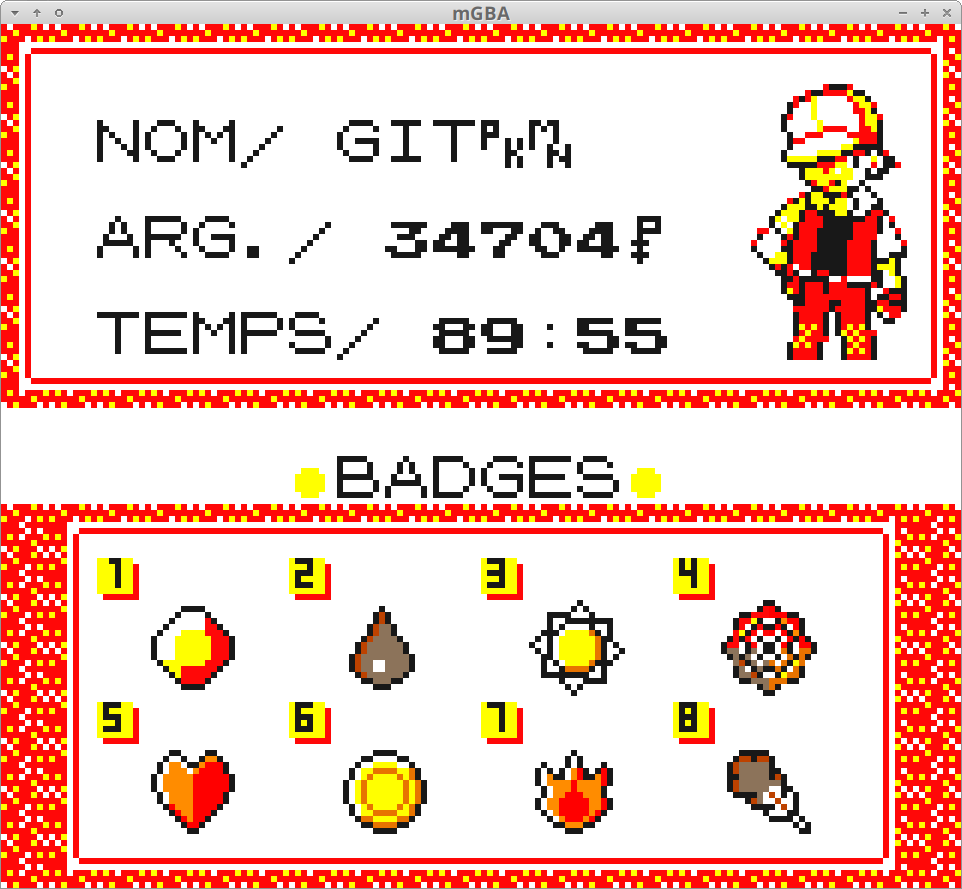 mGBA
NOM/ GITPKMN
ARG./ 34704₽
TEMPS/ 89:55
BADGES
1 2 3 4
5 6 7 8